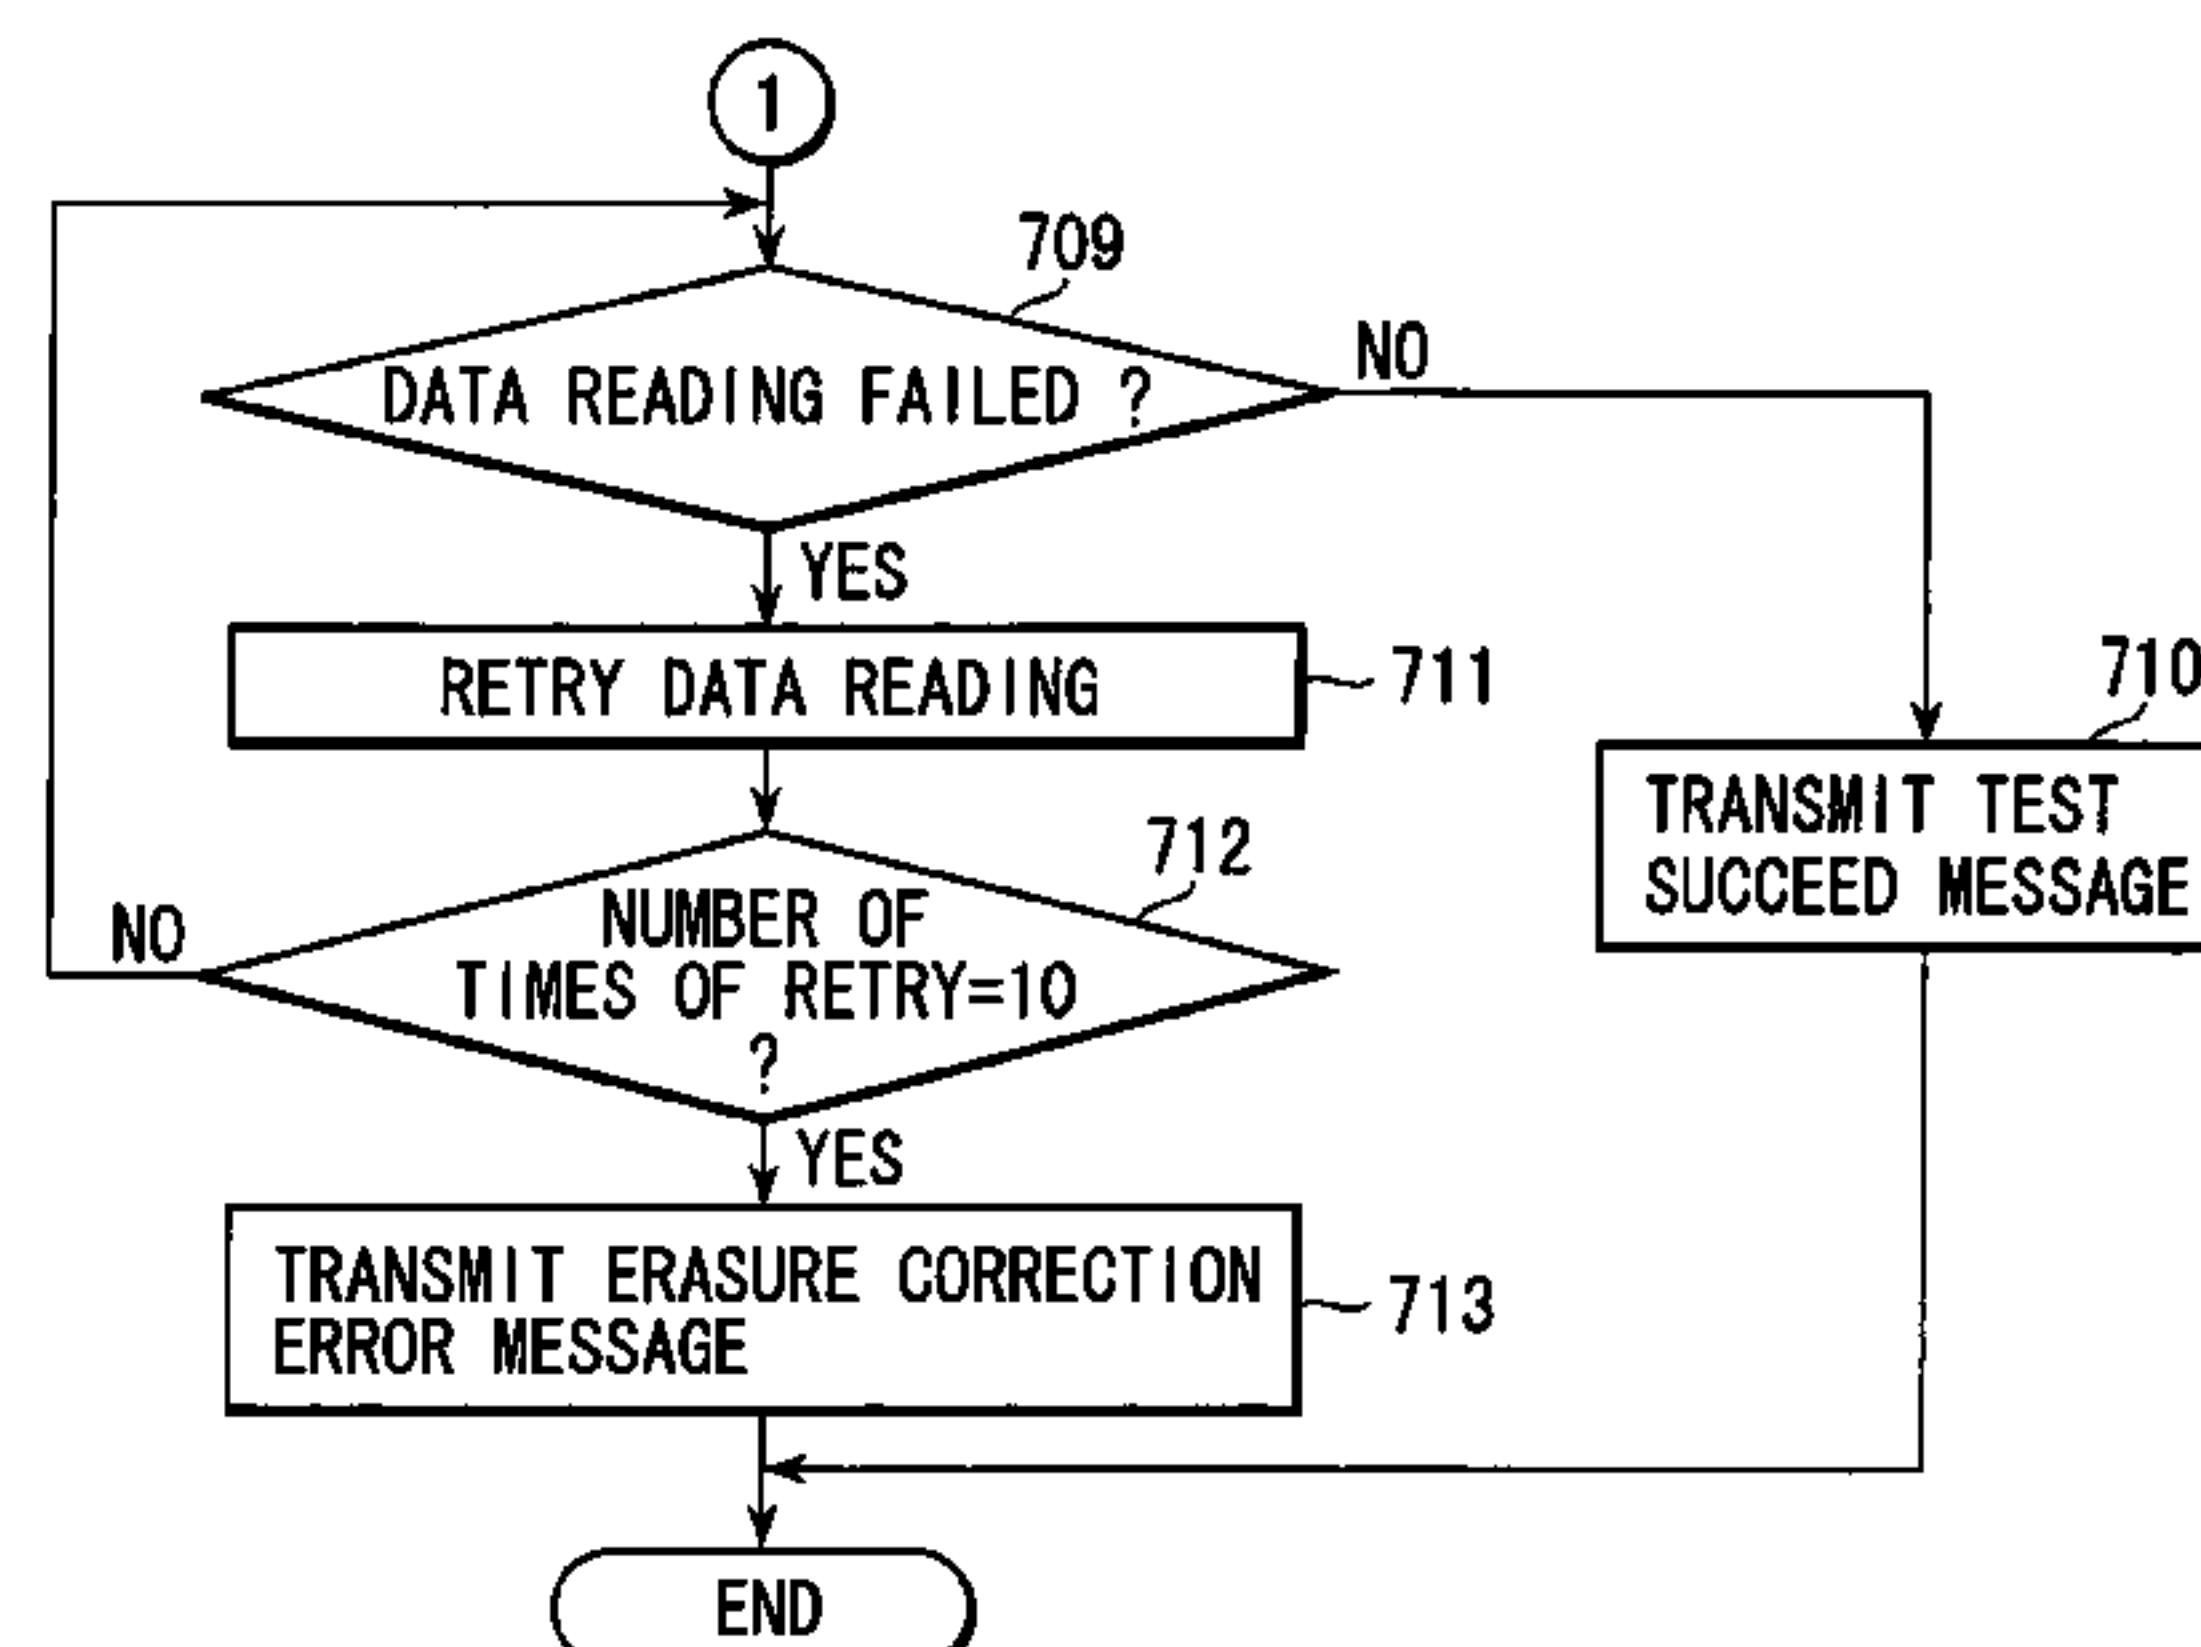 1
709
DATA READING FAILED ?
NO
YES
RETRY DATA READING
711
710
TRANSMIT TEST
SUCCEED MESSAGE
712
NUMBER OF
TIMES OF RETRY=10
?
NO
YES
TRANSMIT ERASURE CORRECTION
ERROR MESSAGE
713
END